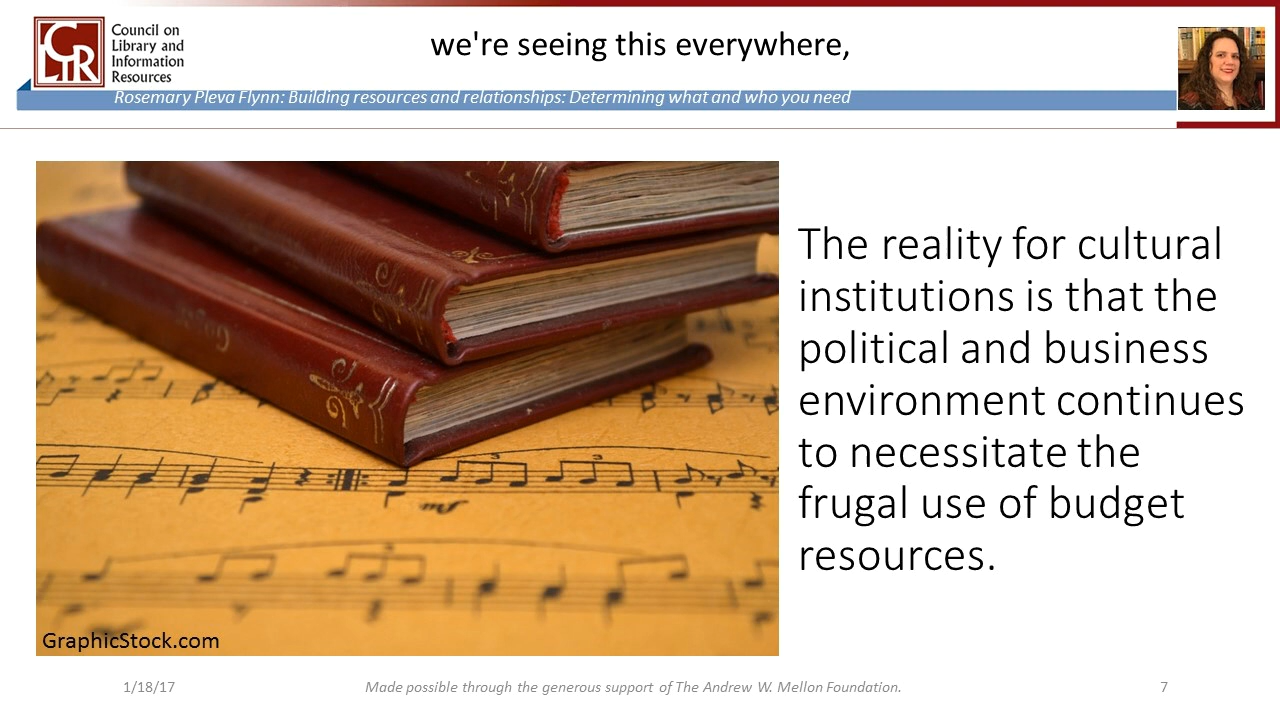 CLIR
Council on
Library and
Information
Resources
we're seeing this everywhere,
Rosemary Pleva Flynn: Building resources and relationships: Determining what and who you need
The reality for cultural
institutions is that the
political and business
environment continues
to necessitate the
frugal use of budget
resources.
GraphicStock.com
1/18/17
Made possible through the generous support of The Andrew W. Mellon Foundation.
7